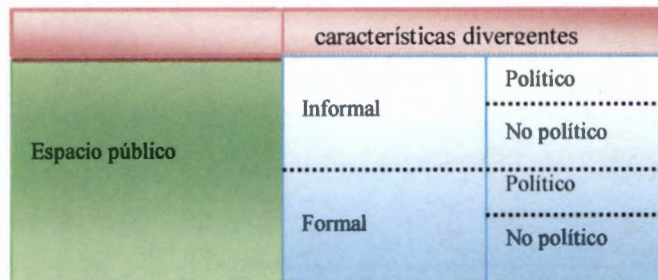 características divergentes
Político
Informal
No político
Espacio público
Político
Formal
No político